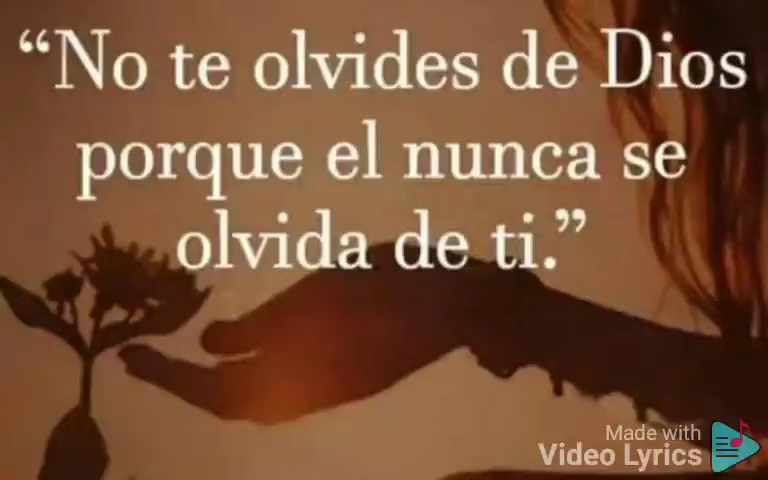 “No te olvides de Dios
porque el nunca se
olvida de ti.”
Made with
Video Lyrics